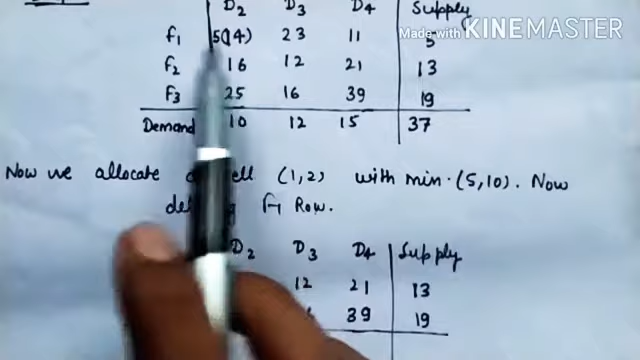 Made with KINEMASTER
D2 D3 D4 Supply
F1 5(14) 23 11 5
F2 16 12 21 13
F3 25 16 39 19
Demand 10 12 15 37
Now we allocate cell (1,2) with min. (5,10). Now
F1 Row.
D2 D3 D4 Supply
12 21 13
39 19